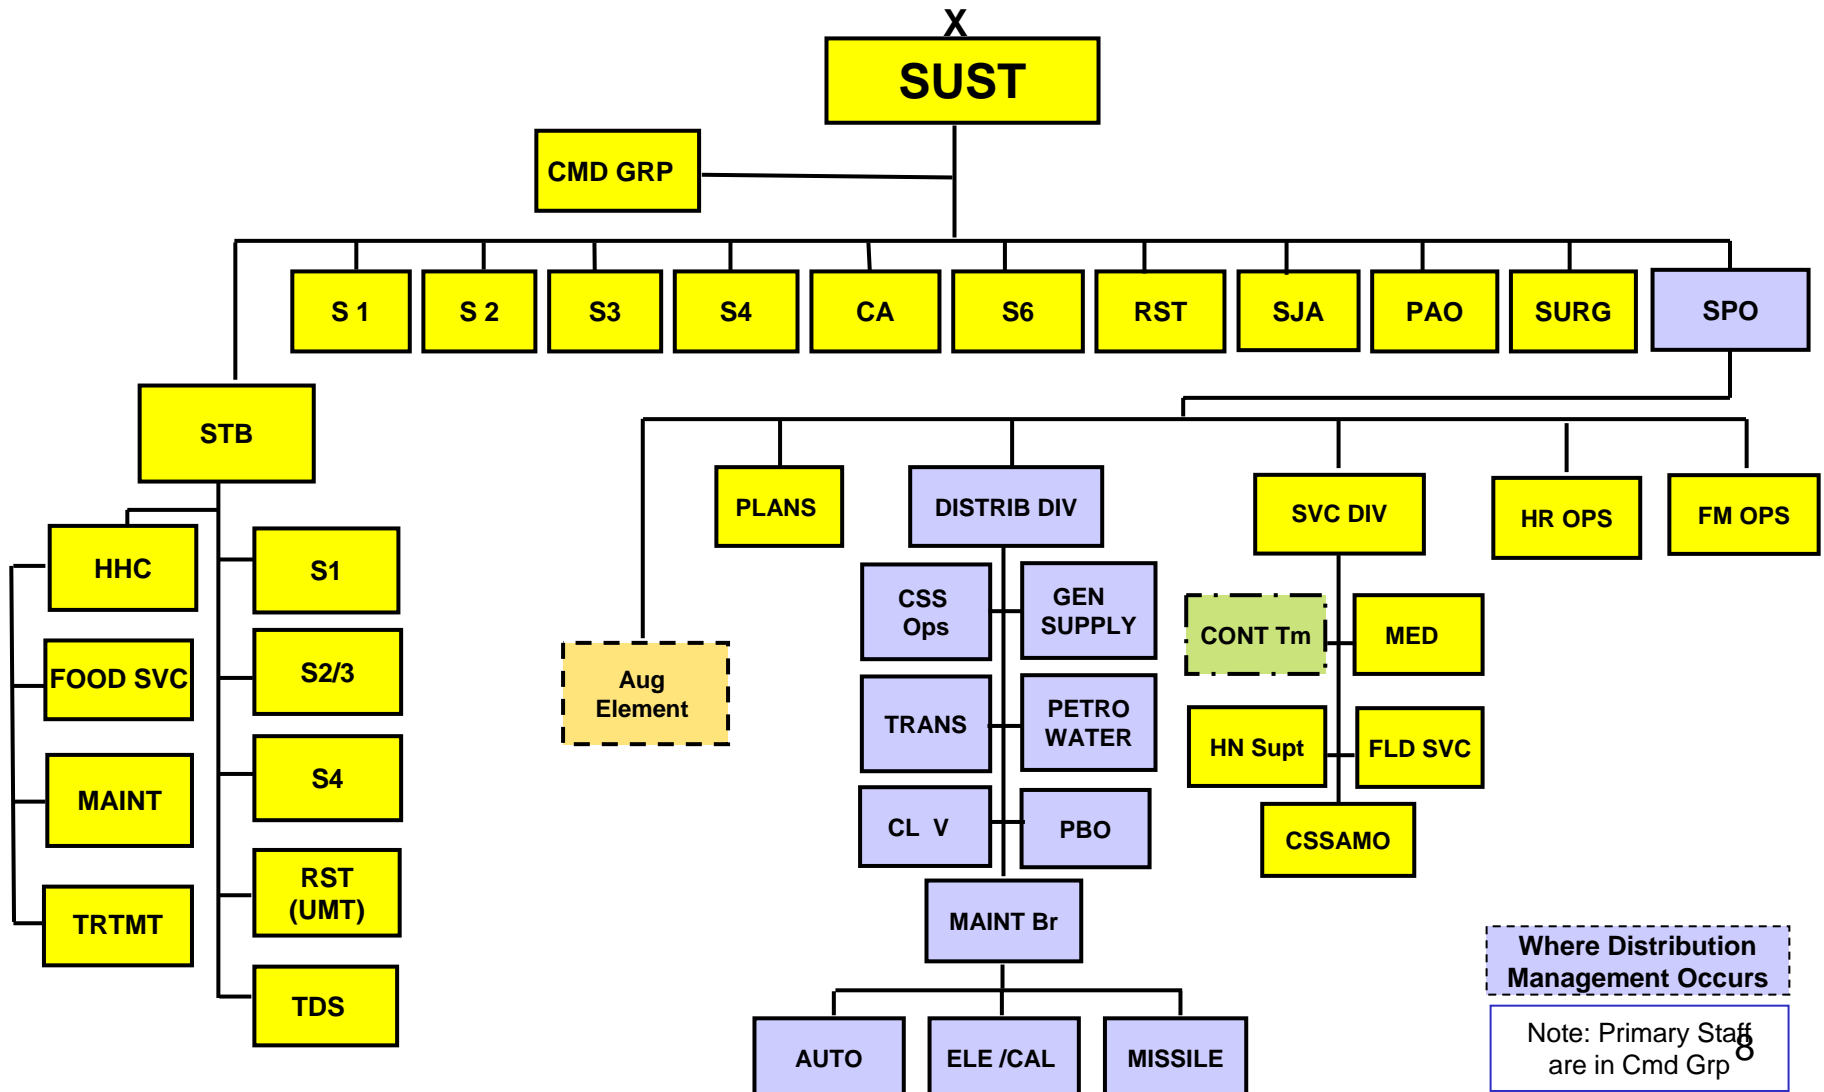 X
SUST
CMD GRP
S 1
S 2
S3
S4
CA
S6
RST
SJA
PAO
SURG
SPO
STB
HHC
FOOD SVC
MAINT
TRTMT
S1
S2/3
S4
RST
(UMT)
TDS
Aug
Element
PLANS
DISTRIB DIV
CSS
Ops
GEN
SUPPLY
TRANS
PETRO
WATER
CL V
PBO
MAINT Br
AUTO
ELE /CAL
MISSILE
SVC DIV
CONT Tm
MED
HN Supt
FLD SVC
CSSAMO
HR OPS
FM OPS
Where Distribution
Management Occurs
Note: Primary Staff
are in Cmd Grp
8